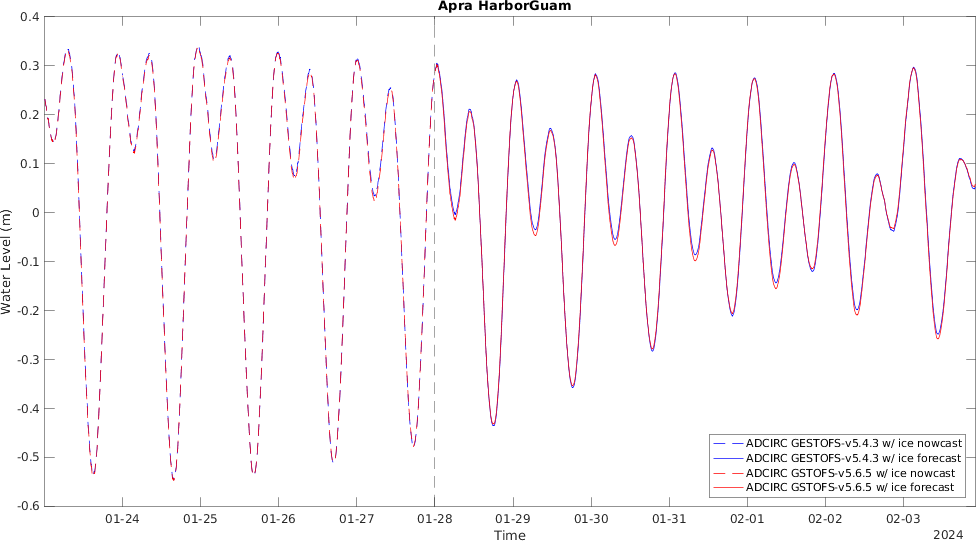 Apra HarborGuam
0.4
0.3
0.2
0.1
0
-0.1
-0.2
-0.3
-0.4
-0.5
-0.6
Water Level (m)
ADCIRC GESTOFS-v5.4.3 w/ ice nowcast
ADCIRC GESTOFS-v5.4.3 w/ ice forecast
ADCIRC GSTOFS-v5.6.5 w/ ice nowcast
ADCIRC GSTOFS-v5.6.5 w/ ice forecast
01-24 01-25 01-26 01-27 01-28 01-29 01-30 01-31 02-01 02-02 02-03
Time
2024